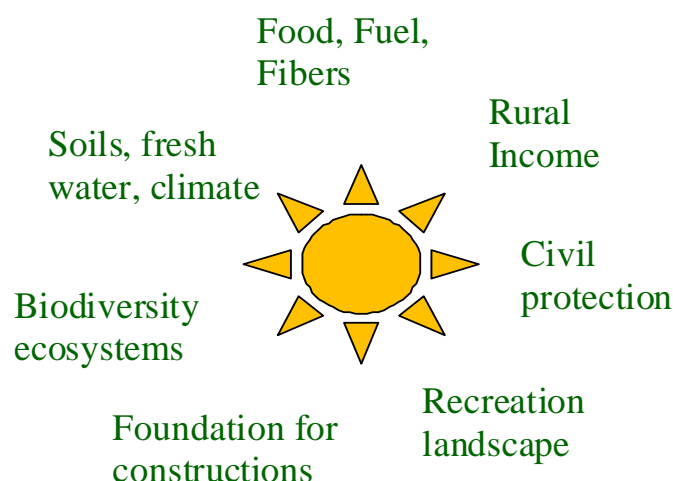 Food, Fuel,
Fibers
Rural
Income
Soils, fresh
water, climate
Civil
protection
Biodiversity
ecosystems
Recreation
landscape
Foundation for
constructions